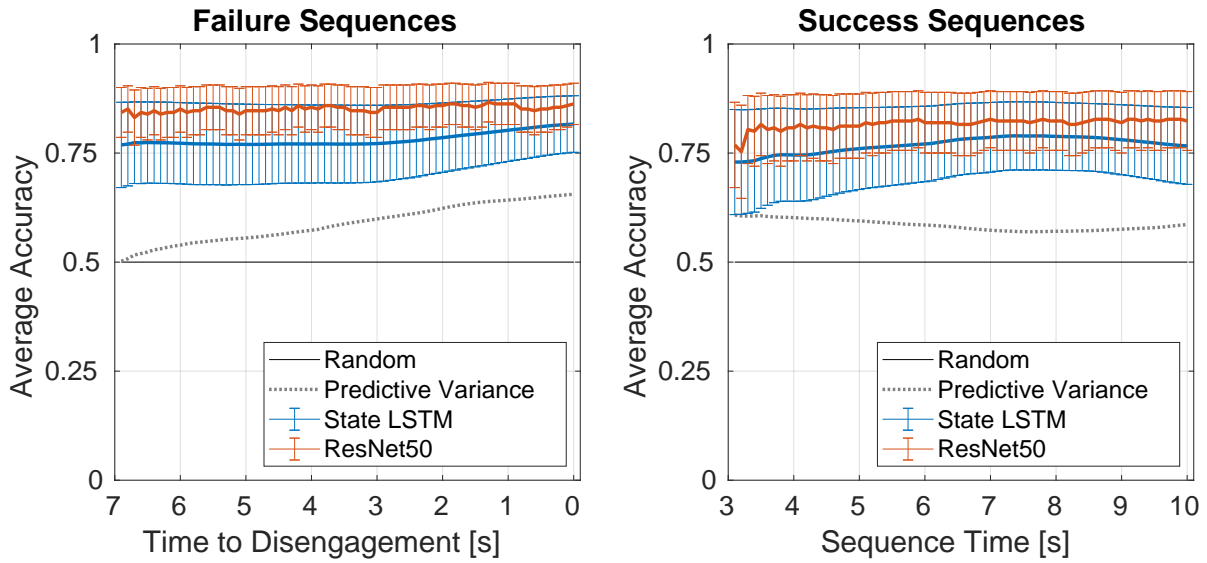 Failure Sequences
1
0.75
0.5
0.25
0
Average Accuracy
7 6 5 4 3 2 1 0
Time to Disengagement [s]
Random
Predictive Variance
State LSTM
ResNet50
Success Sequences
1
0.75
0.5
0.25
0
Average Accuracy
3 4 5 6 7 8 9 10
Sequence Time [s]
Random
Predictive Variance
State LSTM
ResNet50